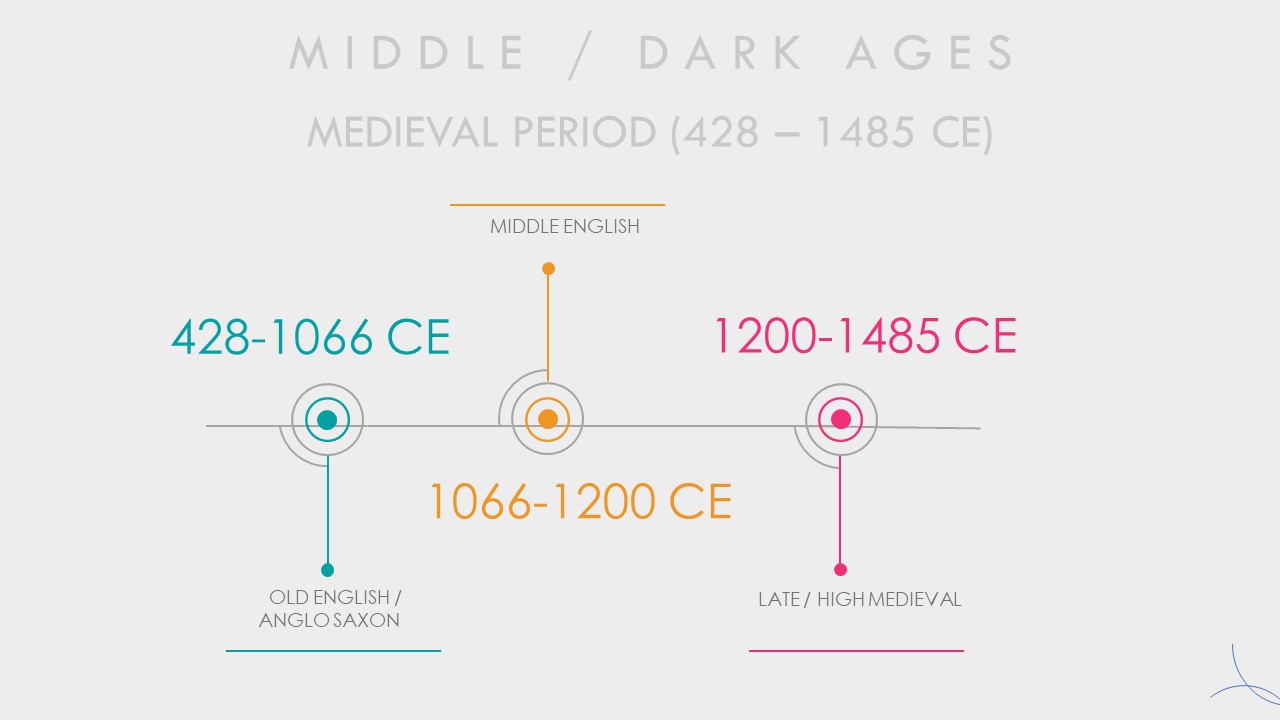 MIDDLE / DARK AGES
MEDIEVAL PERIOD (428 – 1485 CE)
MIDDLE ENGLISH
428-1066 CE
1200-1485 CE
1066-1200 CE
OLD ENGLISH /
ANGLO SAXON
LATE / HIGH MEDIEVAL